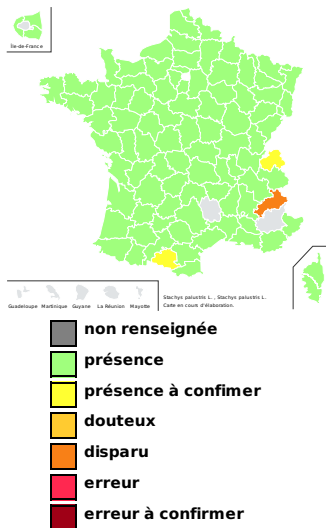 Île-de-France
Guadeloupe Martinique Guyane La Réunion Mayotte
Stachys palustris L. , Stachys palustris L.
Carte en cours d'élaboration.
non renseignée
présence
présence à confimer
douteux
disparu
erreur
erreur à confirmer